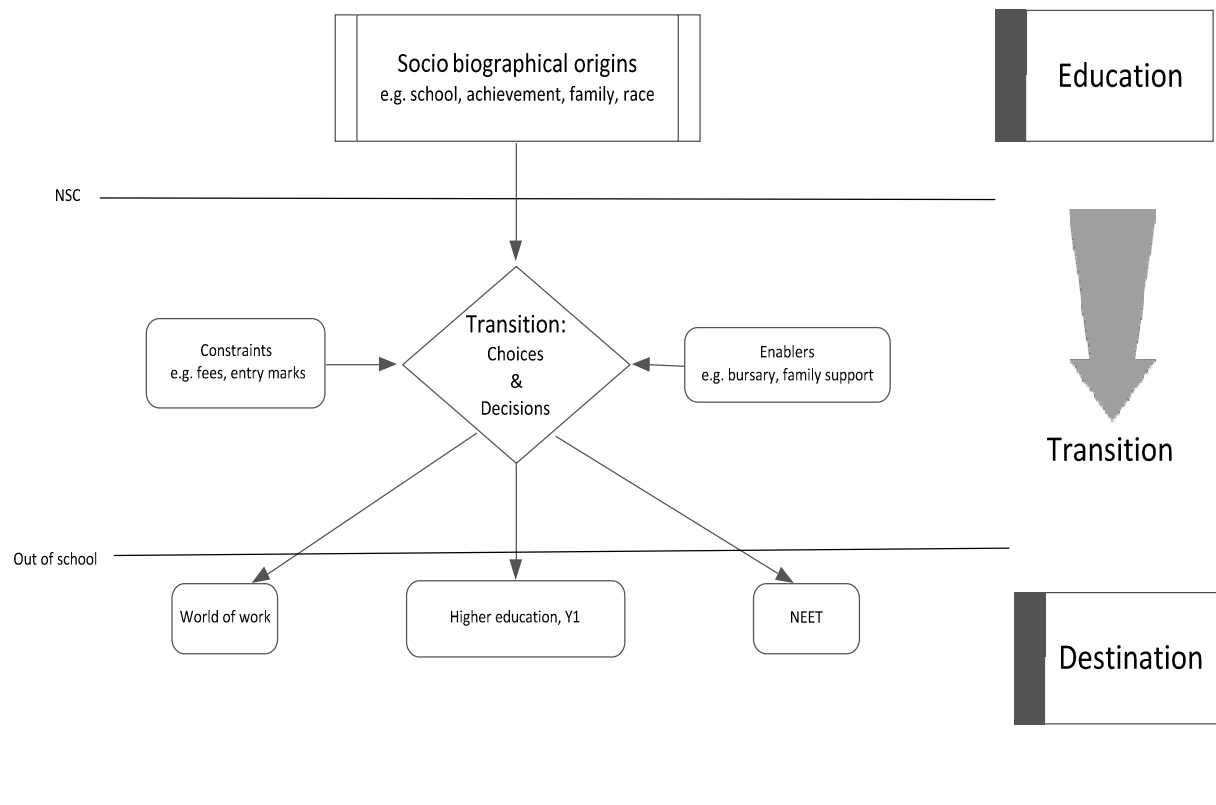 Socio biographical origins
e.g. school, achievement, family, race
Education
NSC
Transition:
Choices
&
Decisions
Constraints
e.g. fees, entry marks
Enablers
e.g. bursary, family support
Transition
Out of school
World of work
Higher education, Y1
NEET
Destination